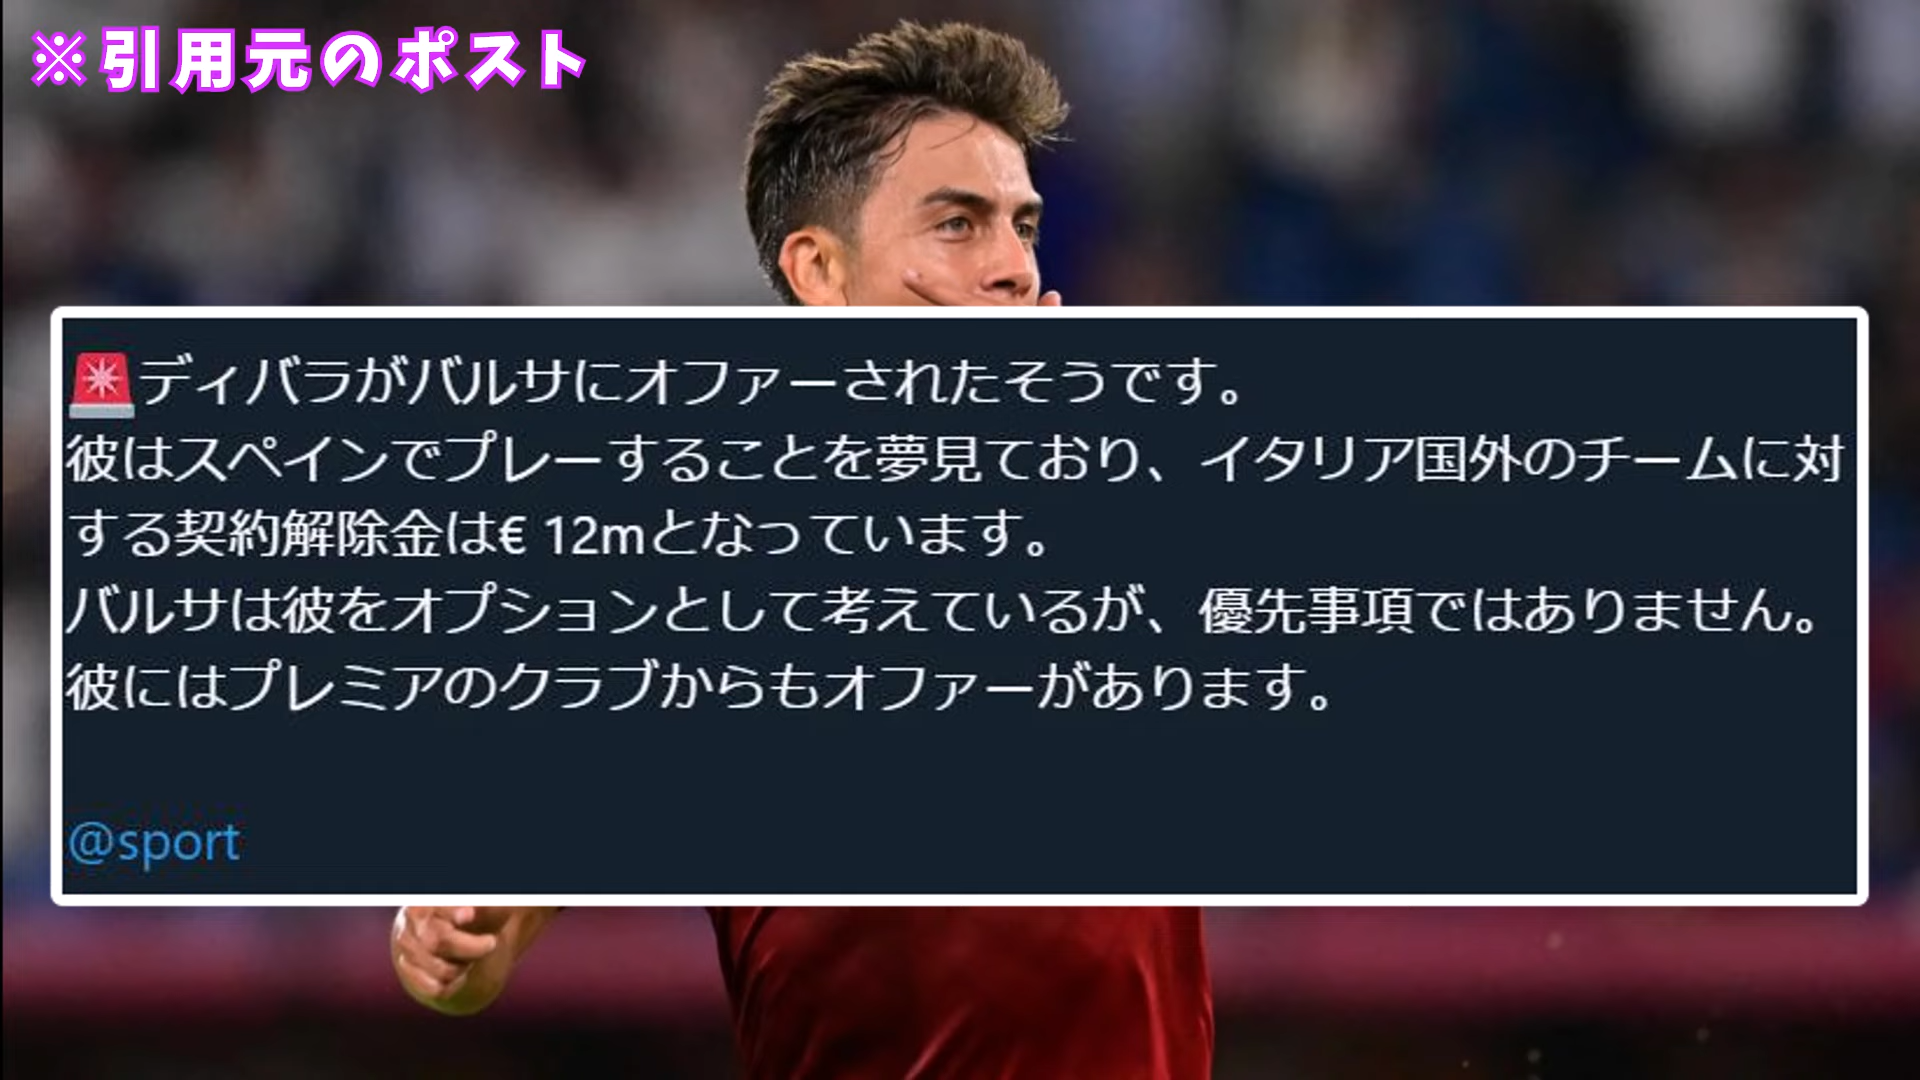 ※引用元のポスト
🚨ディバラがバルサにオファーされたそうです。
彼はスペインでプレーすることを夢見ており、イタリア国外のチームに対
する契約解除金は€ 12mとなっています。
バルサは彼をオプションとして考えているが、優先事項ではありません。
彼にはプレミアのクラブからもオファーがあります。
@sport